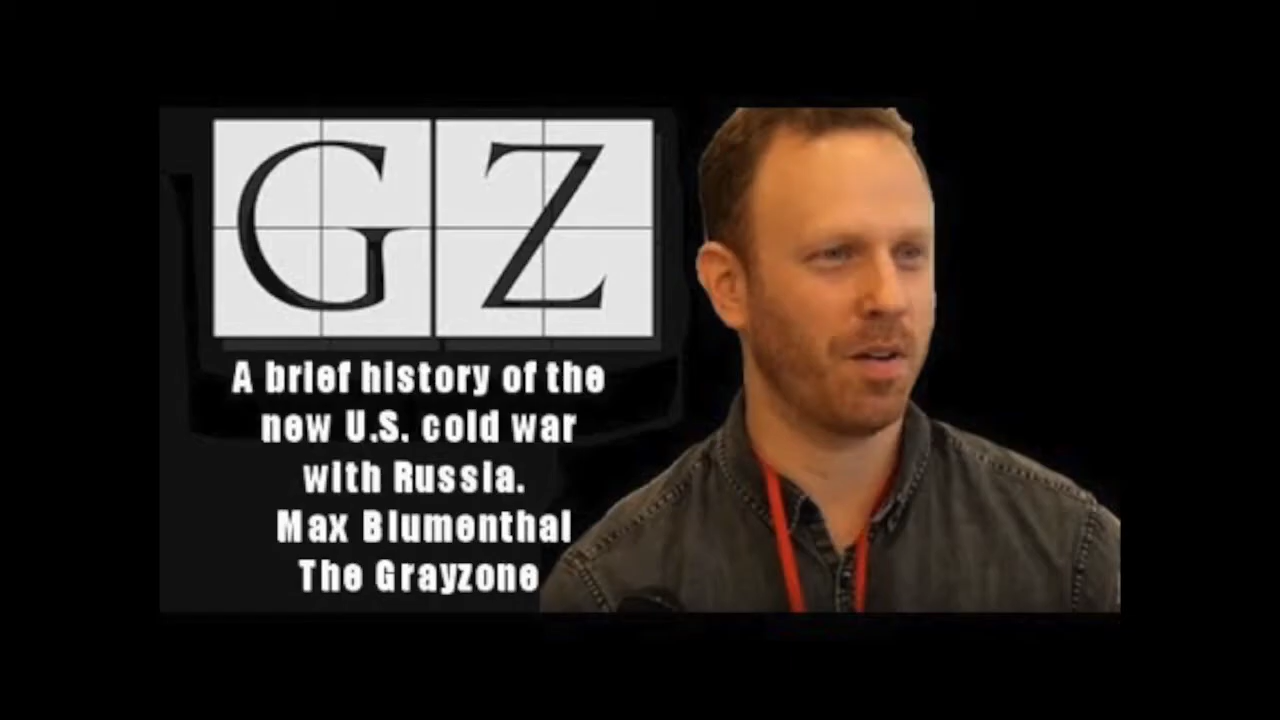 GZ
A brief history of the
new U.S. cold war
with Russia.
Max Blumenthal
The Grayzone